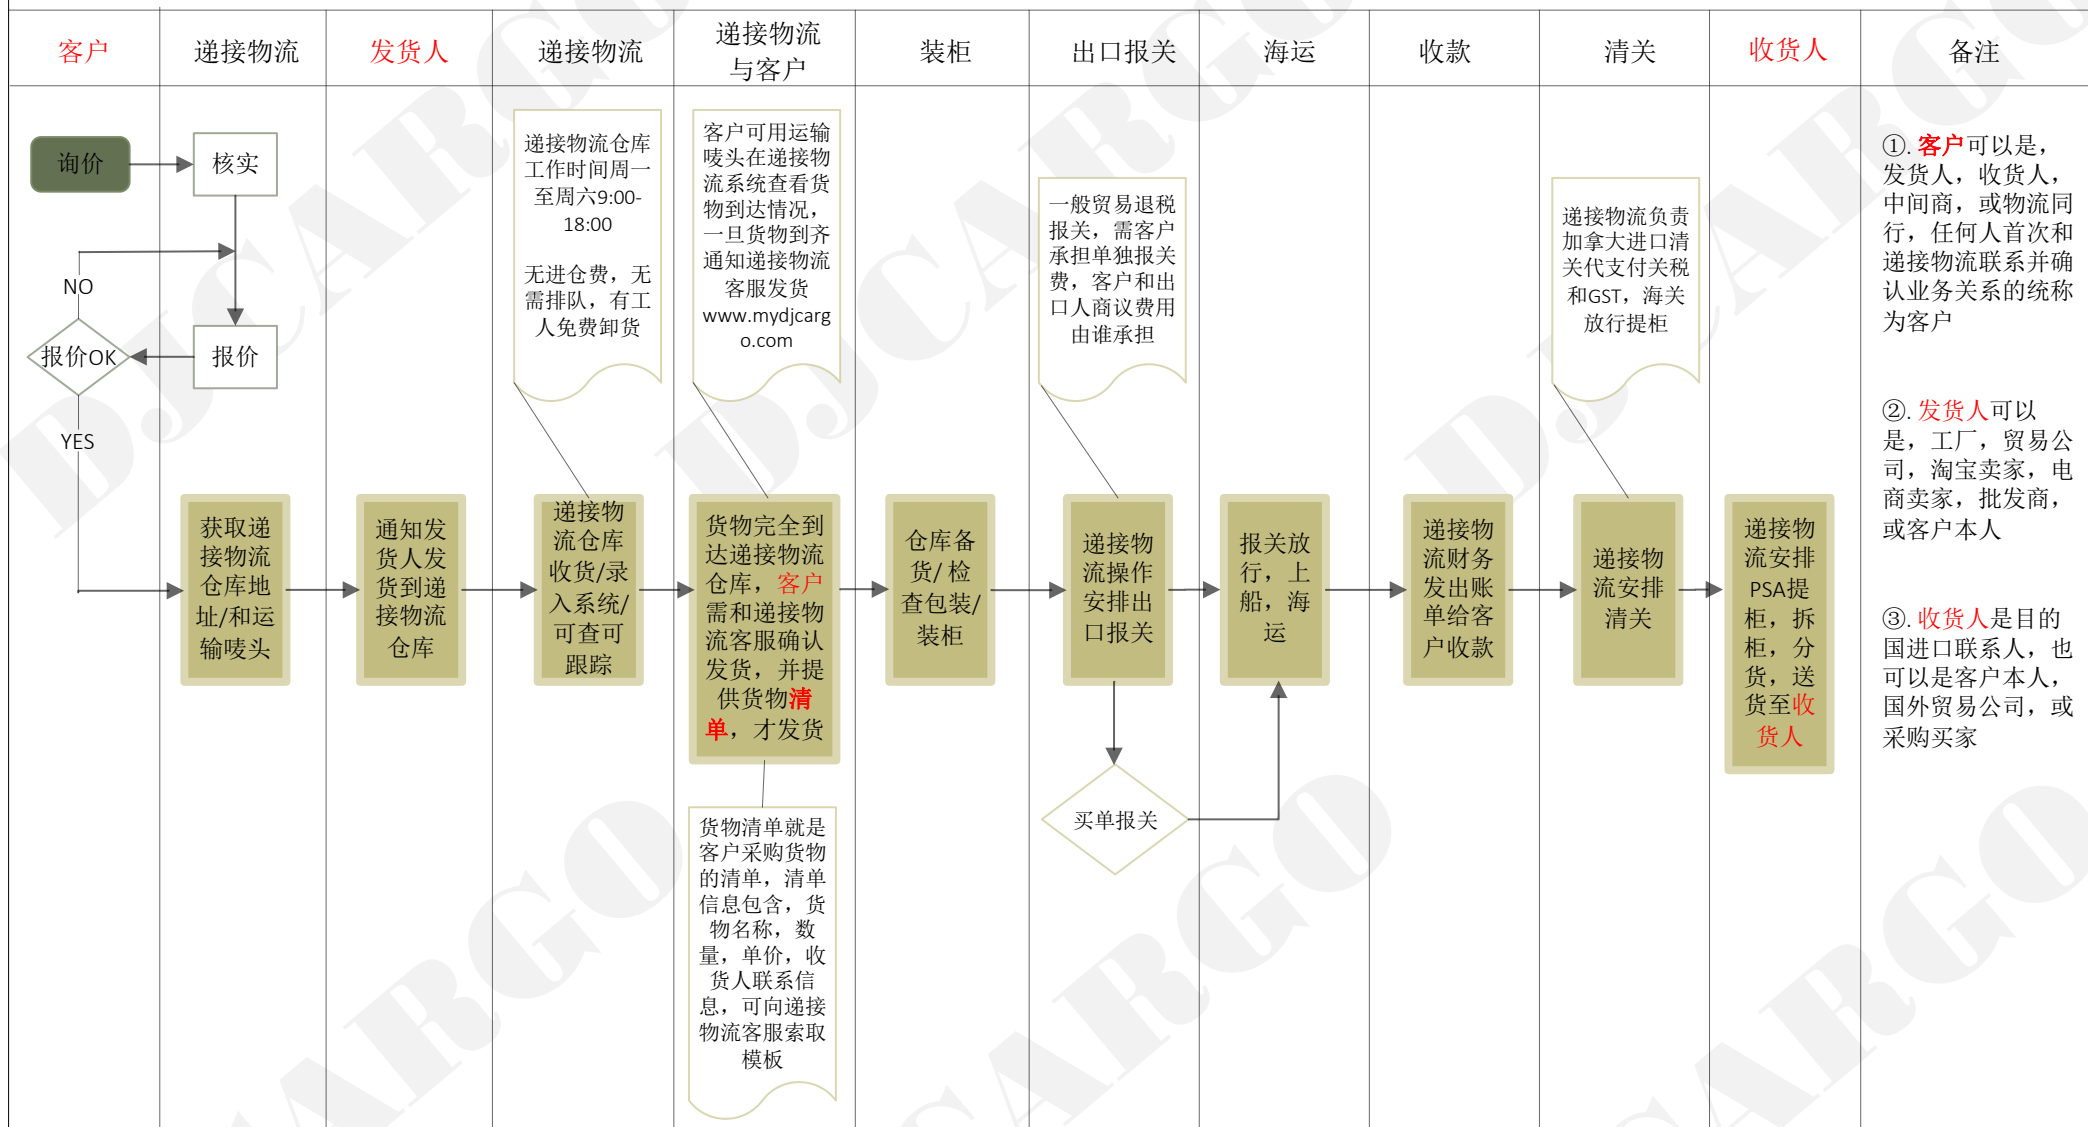 客户
递接物流
发货人
递接物流
递接物流
与客户
装柜
出口报关
海运
收款
清关
收货人
备注
询价
核实
NO
报价OK
报价
YES
递接物流仓库
工作时间周一
至周六9:00-
18:00
无进仓费，无
需排队，有工
人免费卸货
客户可用运输
唛头在递接物
流系统查看货
物到达情况，
一旦货物到齐
通知递接物流
客服发货
www.mydjcarg
o.com
一般贸易退税
报关，需客户
承担单独报关
费，客户和出
口人商议费用
由谁承担
递接物流负责
加拿大进口清
关代支付关税
和GST，海关
放行提柜
获取递
接物流
仓库地
址/和运
输唛头
通知发
货人发
货到递
接物流
仓库
递接物
流仓库
收货/录
入系统/
可查可
跟踪
货物完全到
达递接物流
仓库，客户
需和递接物
流客服确认
发货，并提
供货物清
单，才发货
仓库备
货/ 检
查包装/
装柜
递接物
流操作
安排出
口报关
报关放
行，上
船，海
运
递接物
流财务
发出账
单给客
户收款
递接物
流安排
清关
递接物
流安排
PSA提
柜，拆
柜，分
货，送
货至收
货人
买单报关
货物清单就是
客户采购货物
的清单，清单
信息包含，货
物名称，数
量，单价，收
货人联系信
息，可向递接
物流客服索取
模板
①. 客户可以是，
发货人，收货人，
中间商，或物流同
行，任何人首次和
递接物流联系并确
认业务关系的统称
为客户
②. 发货人可以
是，工厂，贸易公
司，淘宝卖家，电
商卖家，批发商，
或客户本人
③. 收货人是目的
国进口联系人，也
可以是客户本人，
国外贸易公司，或
采购买家
DJCARGO
DJCARGO
DJCARGO
CARGO
CARGO
CARGO